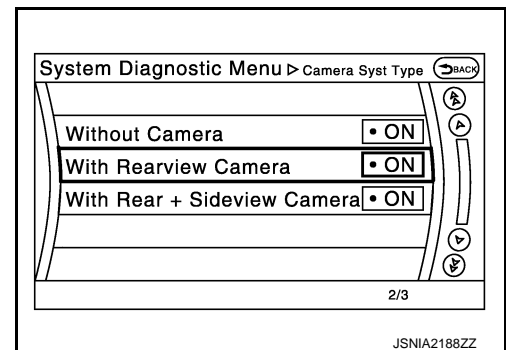 System Diagnostic Menu ▷ Camera Syst Type BACK
Without Camera • ON
With Rearview Camera • ON
With Rear + Sideview Camera • ON
2/3
JSNIA2188ZZ